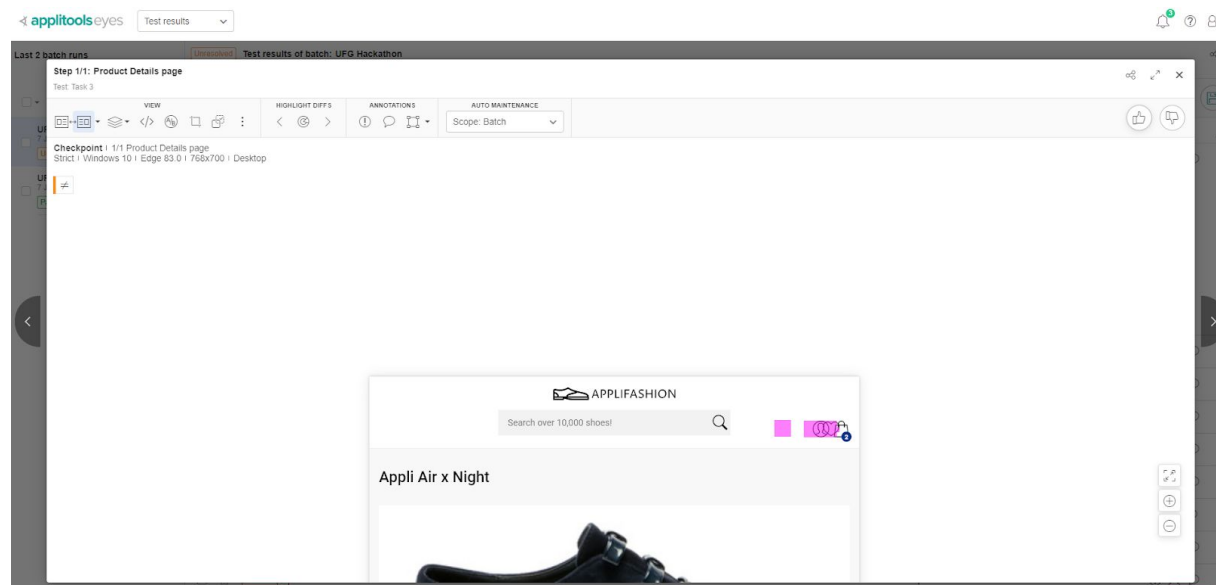 applitools eyes
Test results
3
Last 2 batch runs
Unresolved Test results of batch: UFG Hackathon
Step 1/1: Product Details page
Test: Task 3
VIEW
HIGHLIGHT DIFFS
ANNOTATIONS
AUTO MAINTENANCE
Scope: Batch
Checkpoint | 1/1 Product Details page
Strict | Windows 10 | Edge 83.0 | 768x700 | Desktop
≠
APPLIFASHION
Search over 10,000 shoes!
2
Appli Air x Night